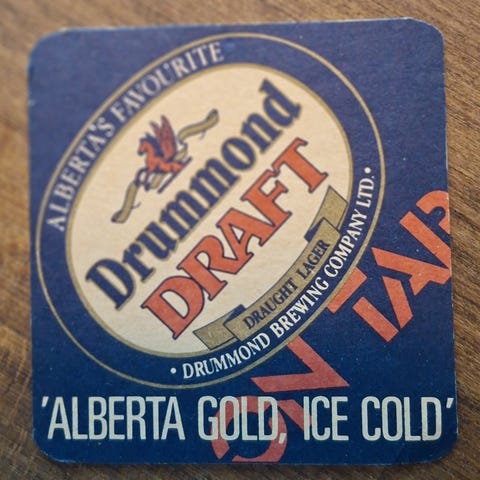 ALBERTA'S FAVOURITE
Drummond
DRAFT
DRAUGHT LAGER
• DRUMMOND BREWING COMPANY LTD. •
ON TAP
'ALBERTA GOLD, ICE COLD'